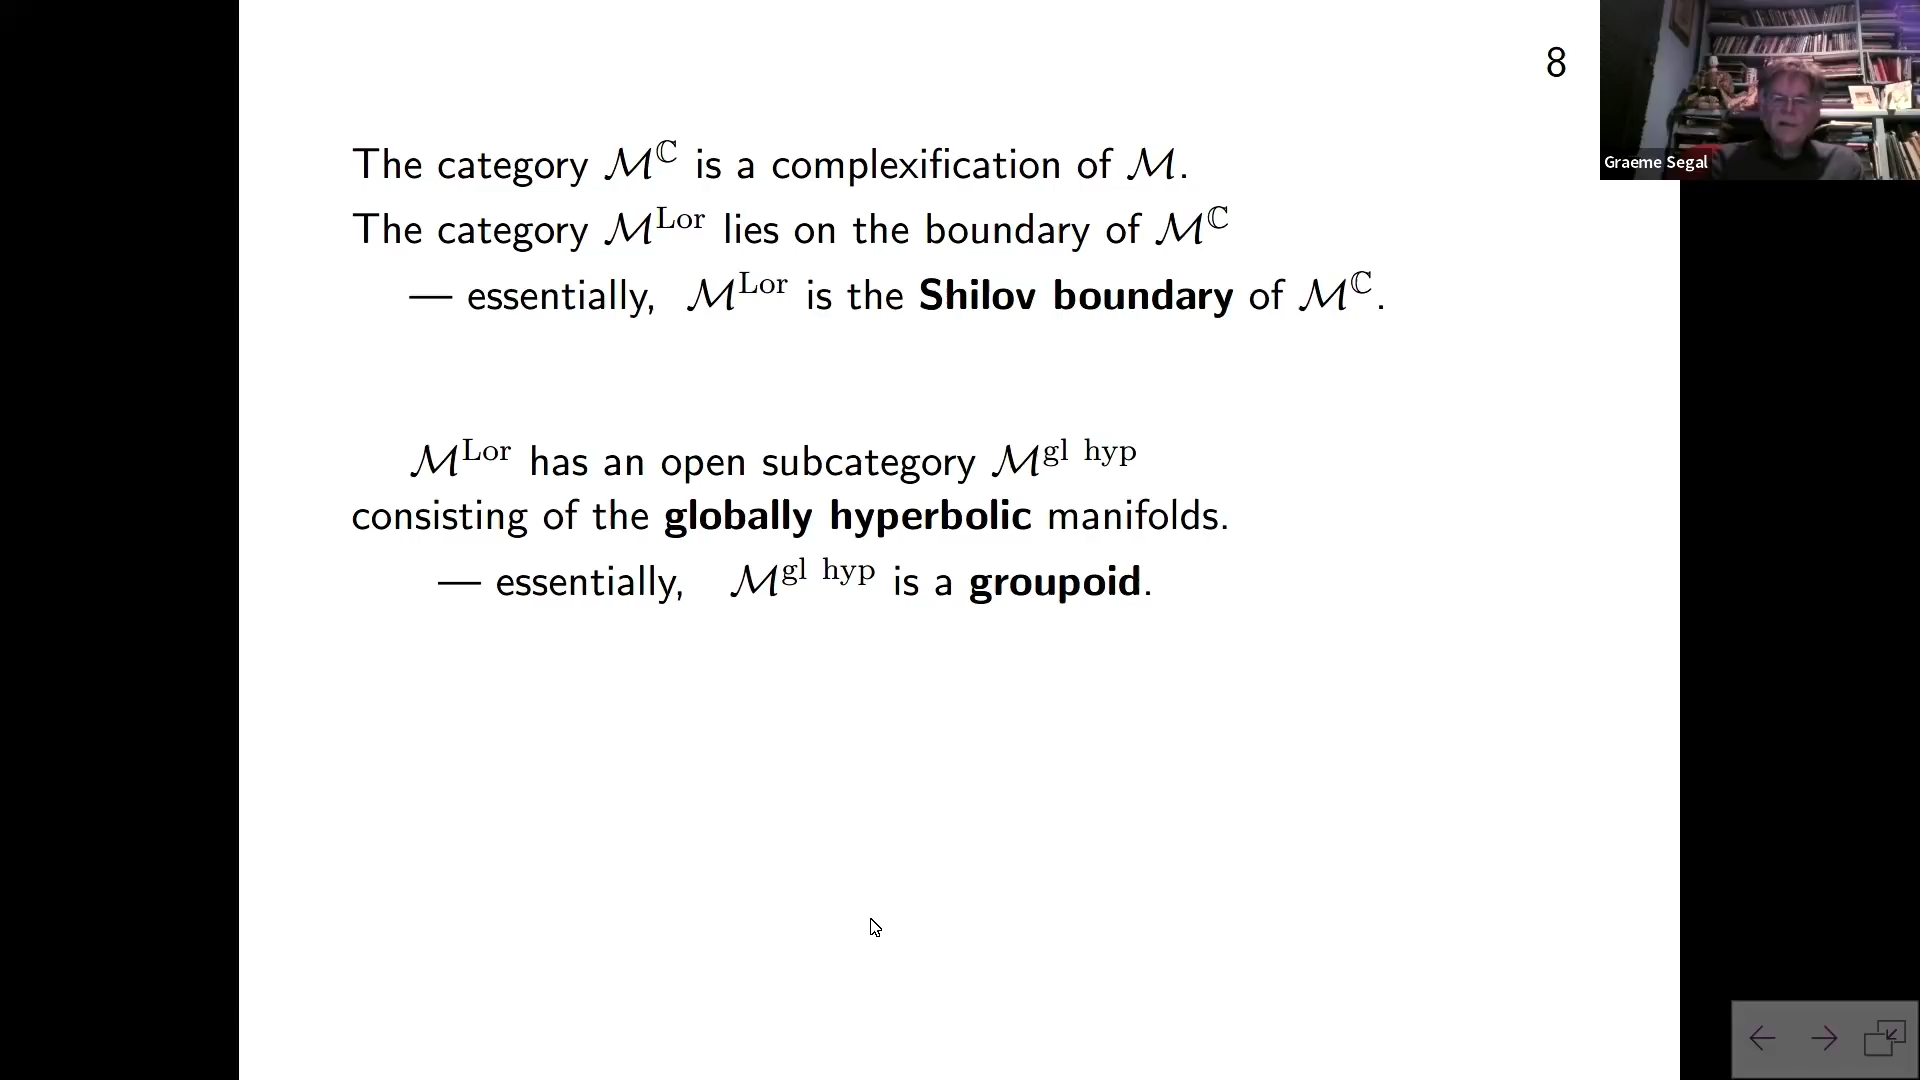 8
The category ℳ^ℂ is a complexification of ℳ.
The category ℳ^Lor lies on the boundary of ℳ^ℂ
— essentially, ℳ^Lor is the Shilov boundary of ℳ^ℂ.
ℳ^Lor has an open subcategory ℳ^gl hyp
consisting of the globally hyperbolic manifolds.
— essentially, ℳ^gl hyp is a groupoid.
Graeme Segal